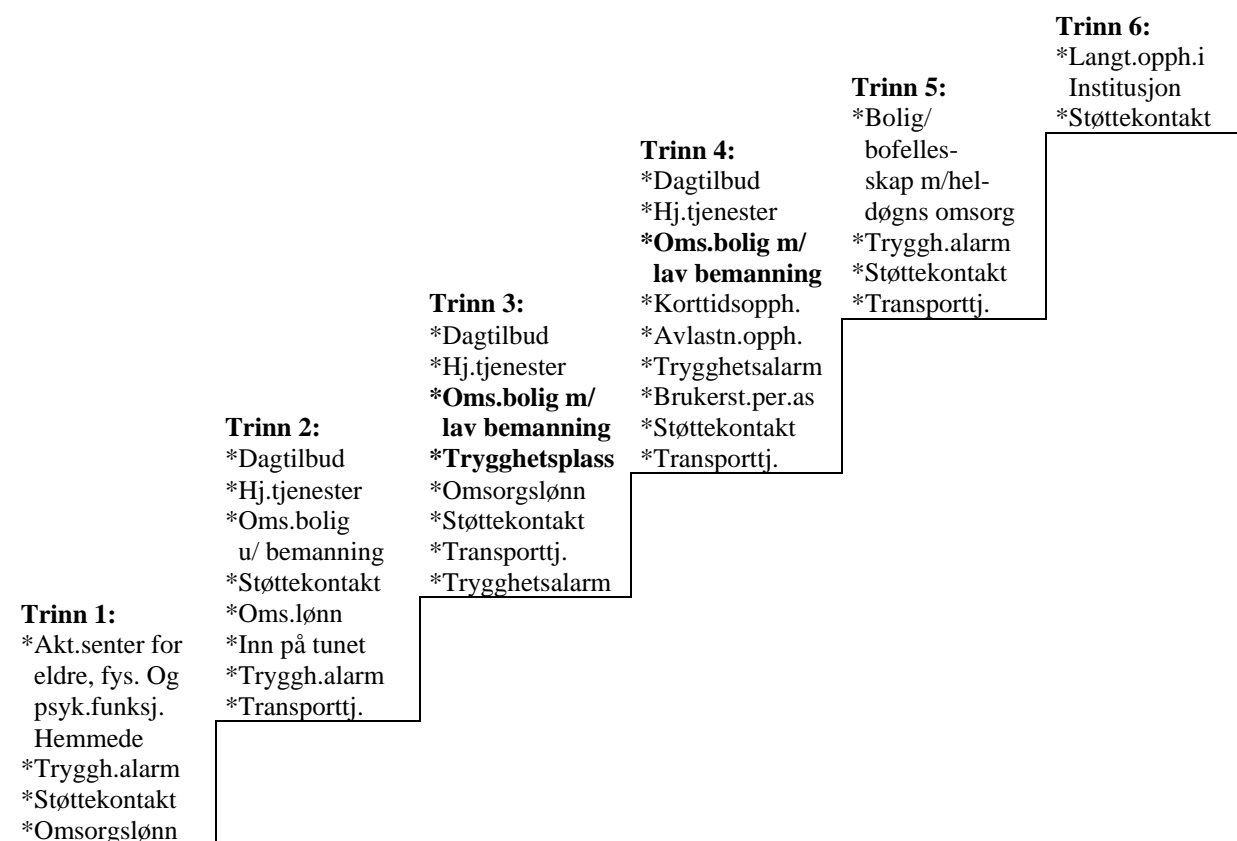 Trinn 1:
*Akt.senter for
eldre, fys. Og
psyk.funksj.
Hemmede
*Tryggh.alarm
*Støttekontakt
*Omsorgslønn
Trinn 2:
*Dagtilbud
*Hj.tjenester
*Oms.bolig
u/ bemanning
*Støttekontakt
*Oms.lønn
*Inn på tunet
*Tryggh.alarm
*Transporttj.
Trinn 3:
*Dagtilbud
*Hj.tjenester
*Oms.bolig m/
lav bemanning
*Trygghetsplass
*Omsorgslønn
*Støttekontakt
*Transporttj.
*Trygghetsalarm
Trinn 4:
*Dagtilbud
*Hj.tjenester
*Oms.bolig m/
lav bemanning
*Korttidsopph.
*Avlastn.opph.
*Trygghetsalarm
*Brukerst.per.as
*Støttekontakt
*Transporttj.
Trinn 5:
*Bolig/
bofelles-
skap m/hel-
døgns omsorg
*Tryggh.alarm
*Støttekontakt
*Transporttj.
Trinn 6:
*Langt.opph.i
Institusjon
*Støttekontakt